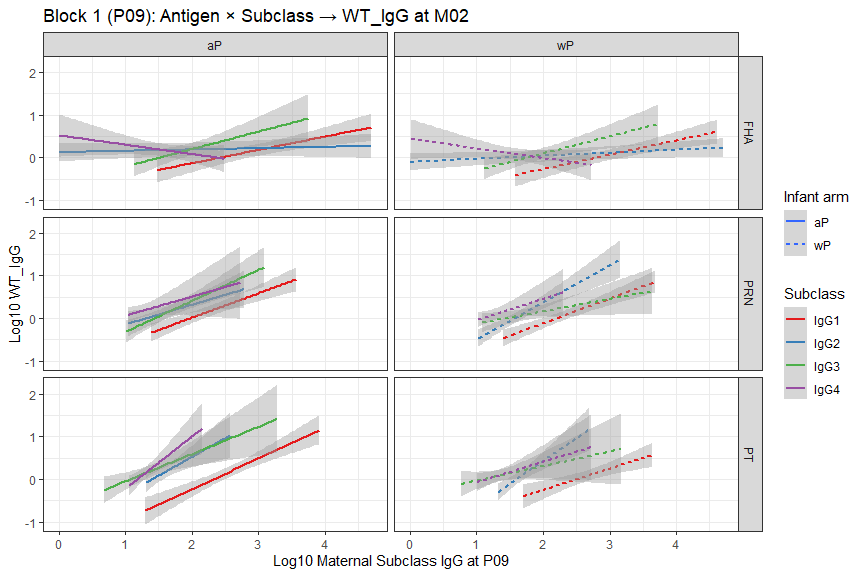 Block 1 (P09): Antigen × Subclass → WT_IgG at M02
aP
wP
2
1
0
-1
FHA
2
1
0
-1
PRN
2
1
0
-1
PT
0
1
2
3
4
0
1
2
3
4
Log10 Maternal Subclass IgG at P09
Log10 WT_IgG
Infant arm
aP
wP
Subclass
IgG1
IgG2
IgG3
IgG4